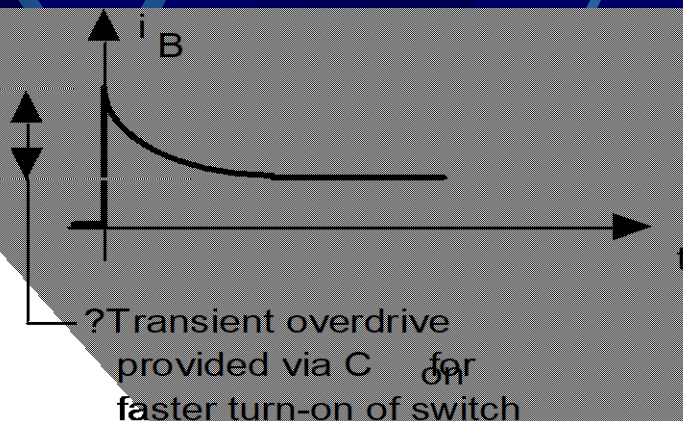 i B
t
?Transient overdrive
provided via C on for
faster turn-on of switch